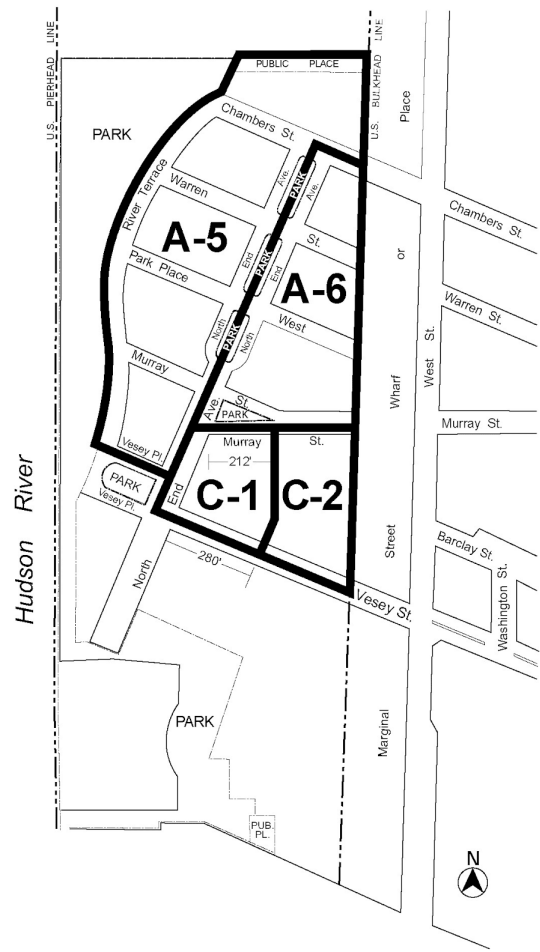 U.S. PIERHEAD LINE
U.S. BULKHEAD LINE
PUBLIC PLACE
Place
PARK
Chambers St.
Ave.
PARK
Ave.
River Terrace
Warren
St.
Chambers St.
A-5
End
PARK
End
A-6
or
Park Place
Warren St.
North
PARK
North
West
West St.
Wharf
Murray
Ave.
St.
PARK
Murray St.
Murray St.
Vesey Pl.
212'
PARK
Vesey Pl.
End
C-1
C-2
Hudson River
280'
North
Street
Barclay St.
Washington St.
Vesey St.
PARK
Marginal
PUB.
PL.
N